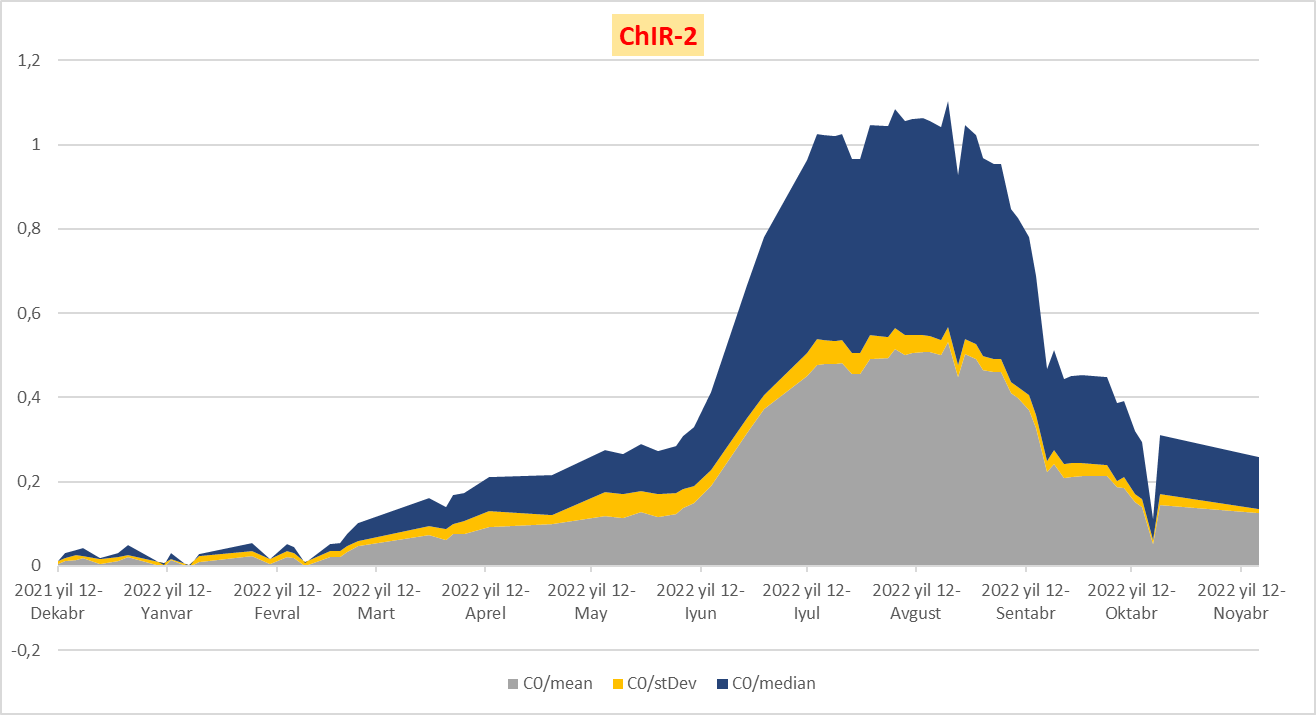 ChIR-2
1,2
1
0,8
0,6
0,4
0,2
0
-0,2
2021 yil 12-
Dekabr
2022 yil 12-
Yanvar
2022 yil 12-
Fevral
2022 yil 12-
Mart
2022 yil 12-
Aprel
2022 yil 12-
May
2022 yil 12-
Iyun
2022 yil 12-
Iyul
2022 yil 12-
Avgust
2022 yil 12-
Sentabr
2022 yil 12-
Oktabr
2022 yil 12-
Noyabr
C0/mean
C0/stDev
C0/median